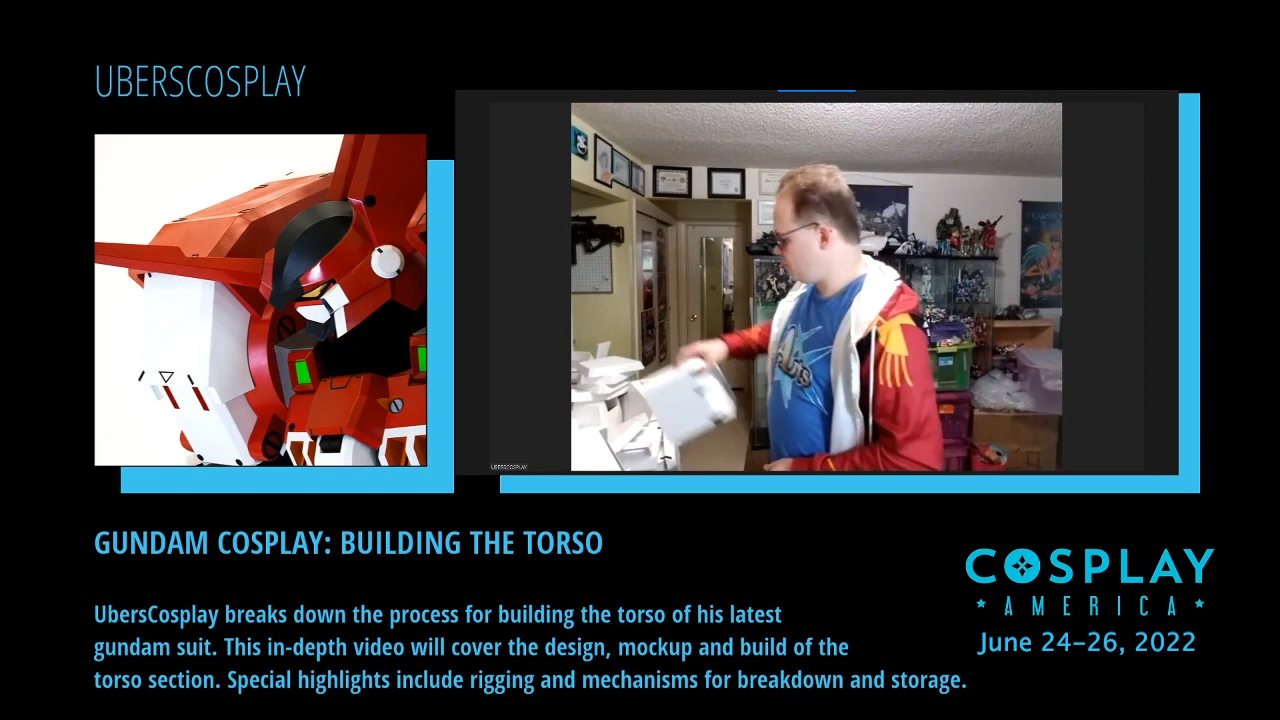 UBERSCOSPLAY
UBERSCOSPLAY
GUNDAM COSPLAY: BUILDING THE TORSO
UbersCosplay breaks down the process for building the torso of his latest
gundam suit. This in-depth video will cover the design, mockup and build of the
torso section. Special highlights include rigging and mechanisms for breakdown and storage.
COSPLAY
AMERICA
June 24-26, 2022